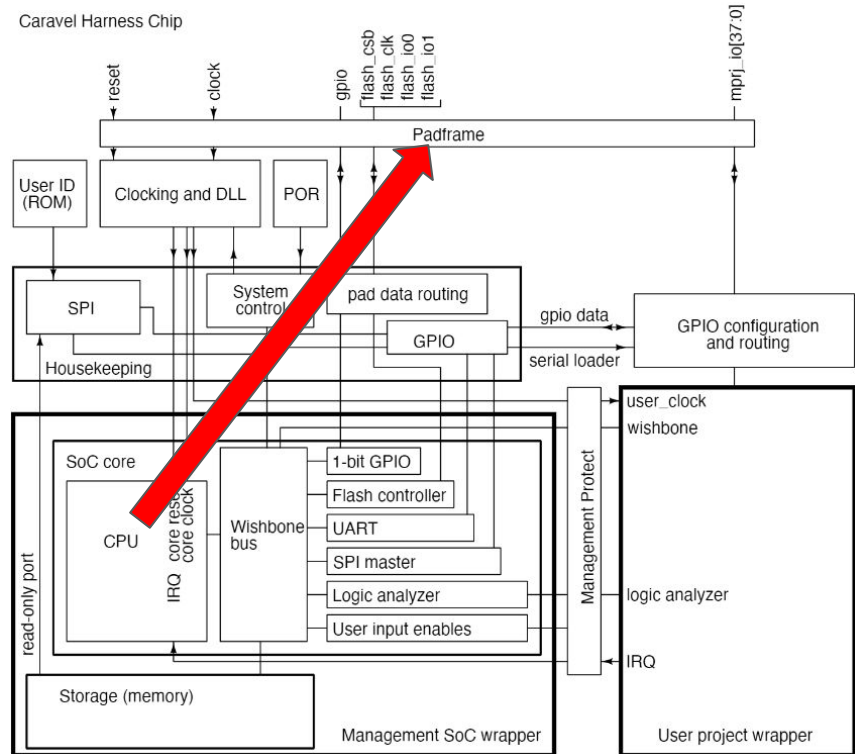 Caravel Harness Chip
reset
clock
gpio
flash_csb
flash_clk
flash_io0
flash_io1
mprj_io[37:0]
Padframe
User ID
(ROM)
Clocking and DLL
POR
SPI
System
control
pad data routing
GPIO
gpio data
serial loader
GPIO configuration
and routing
Housekeeping
user_clock
wishbone
SoC core
CPU
IRQ
core clock
Wishbone
bus
1-bit GPIO
Flash controller
UART
SPI master
Logic analyzer
User input enables
Management Protect
logic analyzer
IRQ
read-only port
Storage (memory)
Management SoC wrapper
User project wrapper